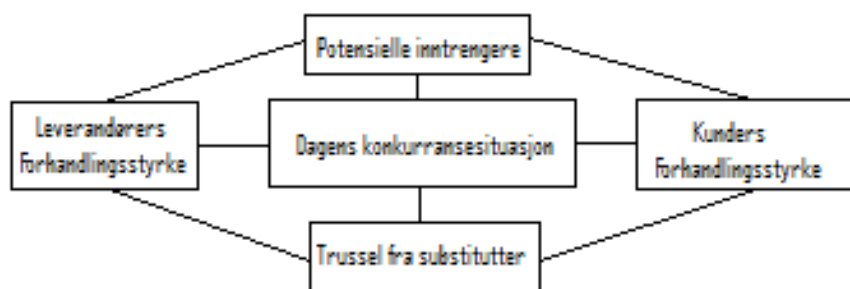 Potensielle inntrengere
Leverandørers
forhandlingsstyrke
Dagens konkurransesituasjon
Kunders
forhandlingsstyrke
Trussel fra substitutter